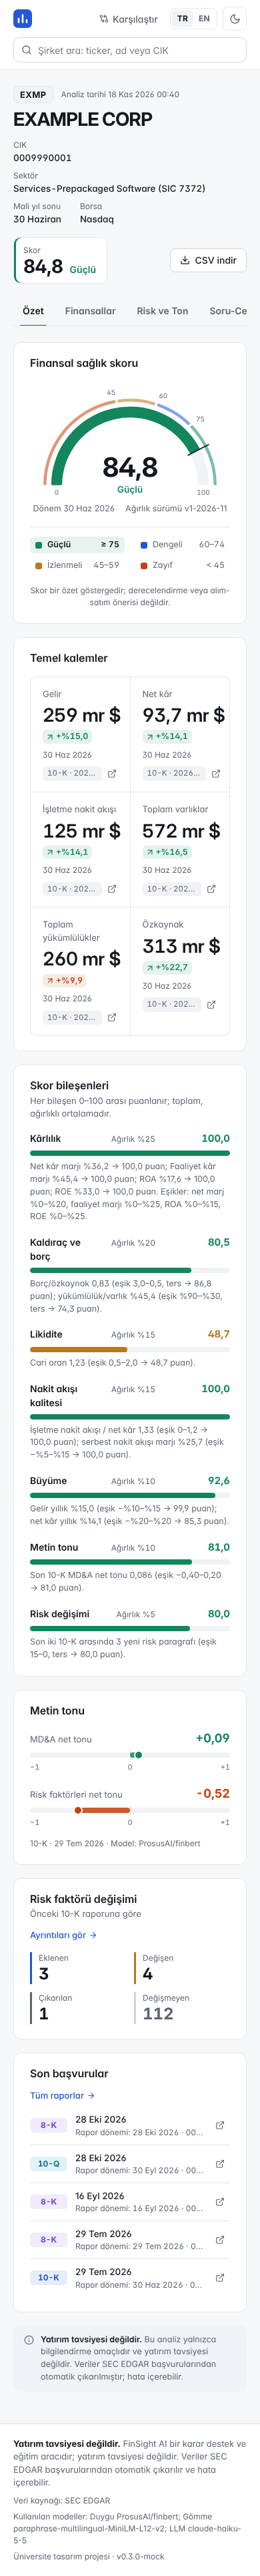 Karşılaştır
TR EN
Şirket ara: ticker, ad veya CIK
EXMP Analiz tarihi 18 Kas 2026 00:40
EXAMPLE CORP
CIK
0009990001
Sektör
Services-Prepackaged Software (SIC 7372)
Mali yıl sonu Borsa
30 Haziran Nasdaq
Skor
84,8 Güçlü
CSV indir
Özet Finansallar Risk ve Ton Soru-Ce
Finansal sağlık skoru
45
60
75
84,8
0 Güçlü 100
Dönem 30 Haz 2026 Ağırlık sürümü v1-2026-11
Güçlü ≥ 75 Dengeli 60–74
İzlenmeli 45–59 Zayıf < 45
Skor bir özet göstergedir; derecelendirme veya alım-
satım önerisi değildir.
Temel kalemler
Gelir
259 mr $
+%15,0
30 Haz 2026
10-K · 202...
Net kâr
93,7 mr $
+%14,1
30 Haz 2026
10-K · 2026...
İşletme nakit akışı
125 mr $
+%14,1
30 Haz 2026
10-K · 202...
Toplam varlıklar
572 mr $
+%16,5
30 Haz 2026
10-K · 202...
Toplam
yükümlülükler
260 mr $
+%9,9
30 Haz 2026
10-K · 202...
Özkaynak
313 mr $
+%22,7
30 Haz 2026
10-K · 202...
Skor bileşenleri
Her bileşen 0–100 arası puanlanır; toplam,
ağırlıklı ortalamadır.
Kârlılık Ağırlık %25 100,0
Net kâr marjı %36,2 → 100,0 puan; Faaliyet kâr
marjı %45,4 → 100,0 puan; ROA %17,6 → 100,0
puan; ROE %33,0 → 100,0 puan. Eşikler: net marj
%0–%20, faaliyet marjı %0–%25, ROA %0–%15,
ROE %0–%25.
Kaldıraç ve
borç Ağırlık %20 80,5
Borç/özkaynak 0,83 (eşik 3,0–0,5, ters → 86,8
puan); yükümlülük/varlık %45,4 (eşik %90–%30,
ters → 74,3 puan).
Likidite Ağırlık %15 48,7
Cari oran 1,23 (eşik 0,5–2,0 → 48,7 puan).
Nakit akışı
kalitesi Ağırlık %15 100,0
İşletme nakit akışı / net kâr 1,33 (eşik 0–1,2 →
100,0 puan); serbest nakit akışı marjı %25,7 (eşik
−%5–%15 → 100,0 puan).
Büyüme Ağırlık %10 92,6
Gelir yıllık %15,0 (eşik −%10–%15 → 99,9 puan);
net kâr yıllık %14,1 (eşik −%20–%20 → 85,3 puan).
Metin tonu Ağırlık %10 81,0
Son 10-K MD&A net tonu 0,086 (eşik −0,40–0,20
→ 81,0 puan).
Risk değişimi Ağırlık %5 80,0
Son iki 10-K arasında 3 yeni risk paragrafı (eşik
15–0, ters → 80,0 puan).
Metin tonu
MD&A net tonu +0,09
−1 0 +1
Risk faktörleri net tonu -0,52
−1 0 +1
10-K · 29 Tem 2026 · Model: ProsusAI/finbert
Risk faktörü değişimi
Önceki 10-K raporuna göre
Ayrıntıları gör →
Eklenen
3
Değişen
4
Çıkarılan
1
Değişmeyen
112
Son başvurular
Tüm raporlar →
8-K 28 Eki 2026
Rapor dönemi: 28 Eki 2026 · 00...
10-Q 28 Eki 2026
Rapor dönemi: 30 Eyl 2026 · 00...
8-K 16 Eyl 2026
Rapor dönemi: 16 Eyl 2026 · 00...
8-K 29 Tem 2026
Rapor dönemi: 29 Tem 2026 · 0...
10-K 29 Tem 2026
Rapor dönemi: 30 Haz 2026 · 0...
Yatırım tavsiyesi değildir. Bu analiz yalnızca
bilgilendirme amaçlıdır ve yatırım tavsiyesi
değildir. Veriler SEC EDGAR başvurularından
otomatik çıkarılmıştır; hata içerebilir.
Yatırım tavsiyesi değildir. FinSight AI bir karar destek ve
eğitim aracıdır; yatırım tavsiyesi değildir. Veriler SEC
EDGAR başvurularından otomatik çıkarılır ve hata
içerebilir.
Veri kaynağı: SEC EDGAR
Kullanılan modeller: Duygu ProsusAI/finbert; Gömme
paraphrase-multilingual-MiniLM-L12-v2; LLM claude-haiku-
5-5
Üniversite tasarım projesi · v0.3.0-mock